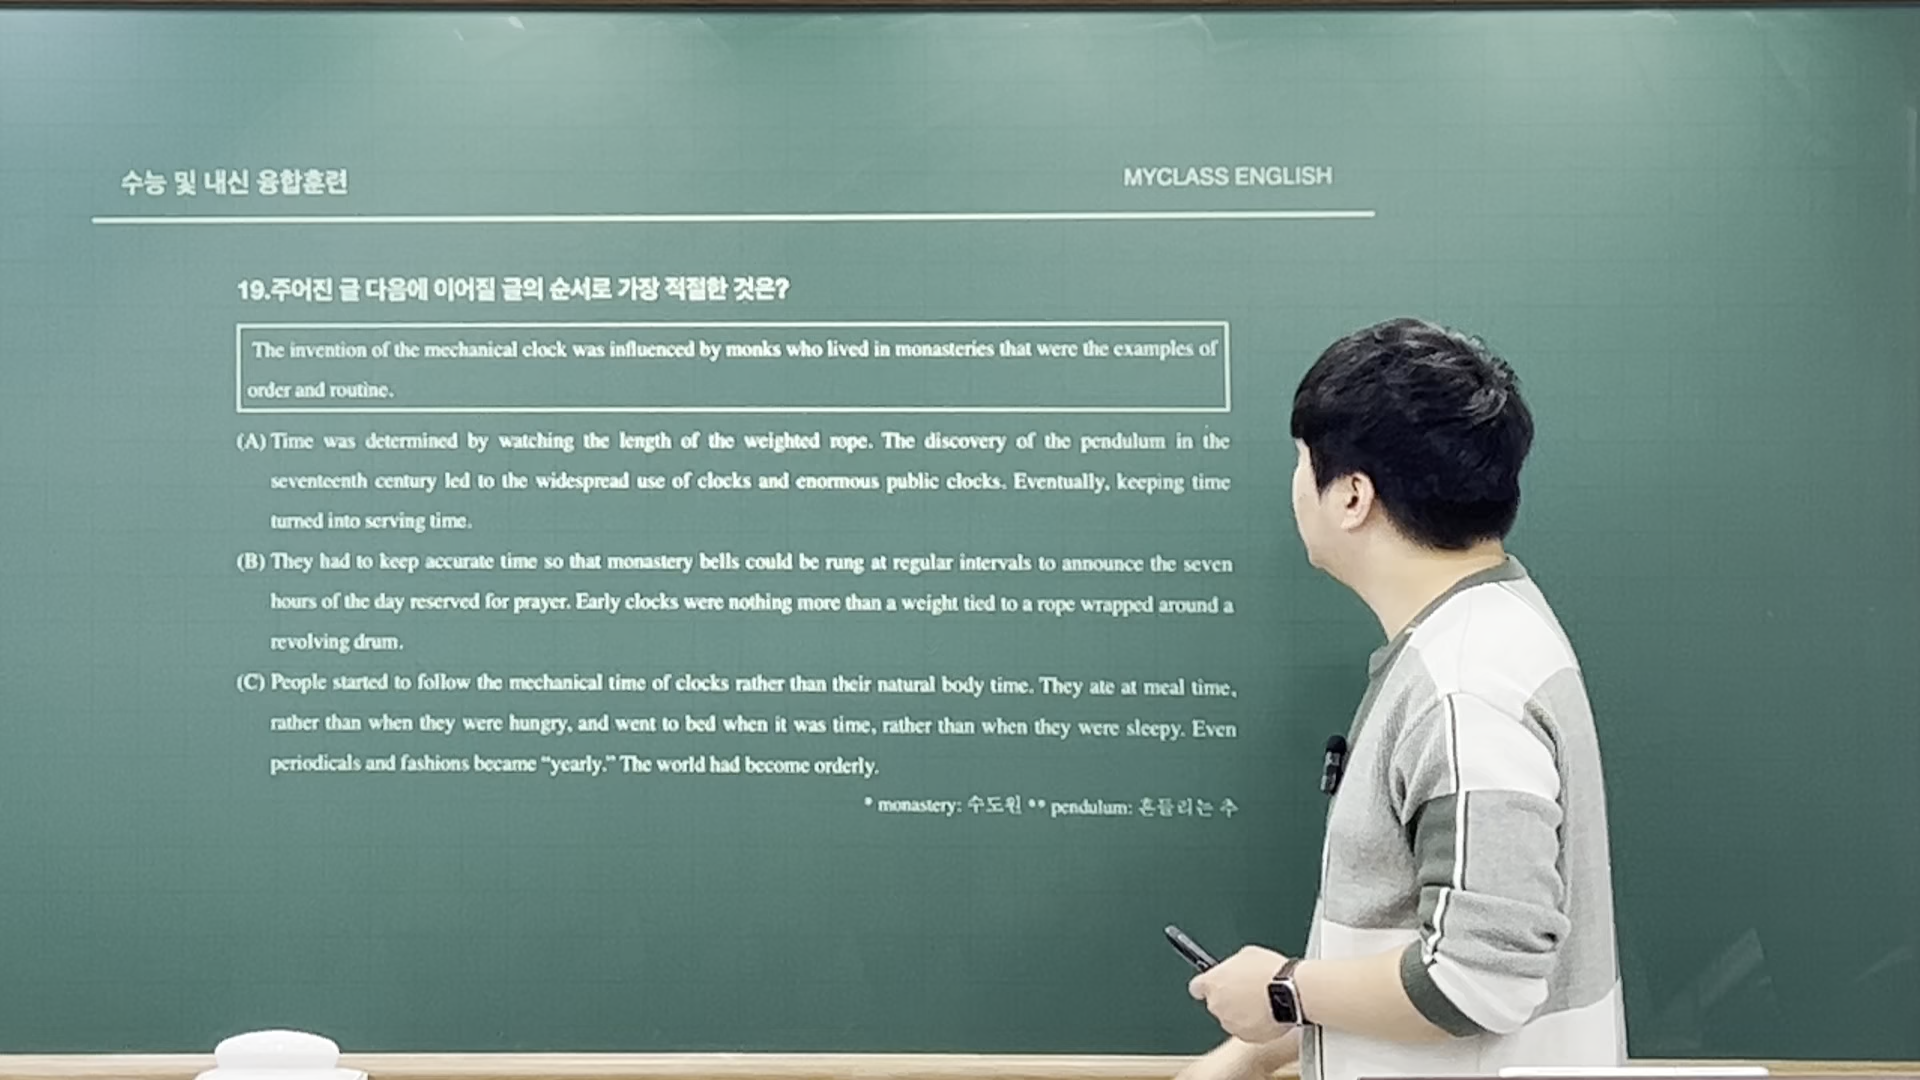 수능 및 내신 융합훈련
MYCLASS ENGLISH
19.주어진 글 다음에 이어질 글의 순서로 가장 적절한 것은?
The invention of the mechanical clock was influenced by monks who lived in monasteries that were the examples of
order and routine.
(A) Time was determined by watching the length of the weighted rope. The discovery of the pendulum in the
seventeenth century led to the widespread use of clocks and enormous public clocks. Eventually, keeping time
turned into serving time.
(B) They had to keep accurate time so that monastery bells could be rung at regular intervals to announce the seven
hours of the day reserved for prayer. Early clocks were nothing more than a weight tied to a rope wrapped around a
revolving drum.
(C) People started to follow the mechanical time of clocks rather than their natural body time. They ate at meal time,
rather than when they were hungry, and went to bed when it was time, rather than when they were sleepy. Even
periodicals and fashions became “yearly.” The world had become orderly.
* monastery: 수도원 ** pendulum: 흔들리는 추